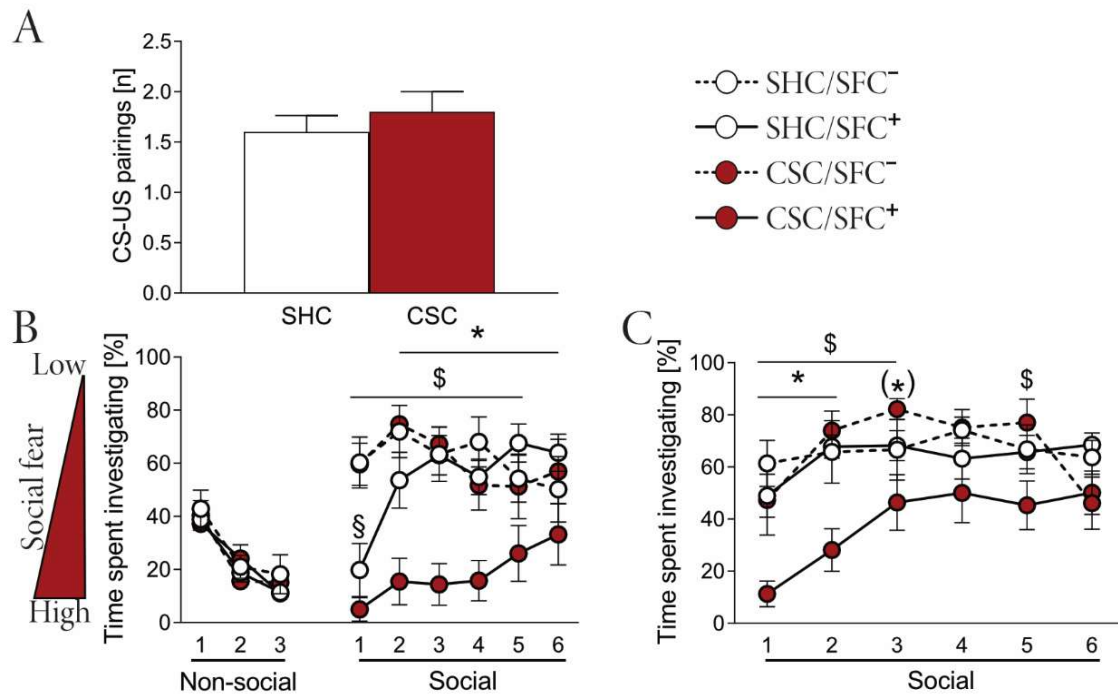 A
CS-US pairings [n]
2.5
2.0
1.5
1.0
0.5
0.0
SHC CSC
SHC/SFC⁻
SHC/SFC⁺
CSC/SFC⁻
CSC/SFC⁺
B
Low
Social fear
High
Time spent investigating [%]
100
80
60
40
20
0
*
$
§
1 2 3 1 2 3 4 5 6
Non-social Social
C
Time spent investigating [%]
100
80
60
40
20
0
$
* (*) $
1 2 3 4 5 6
Social